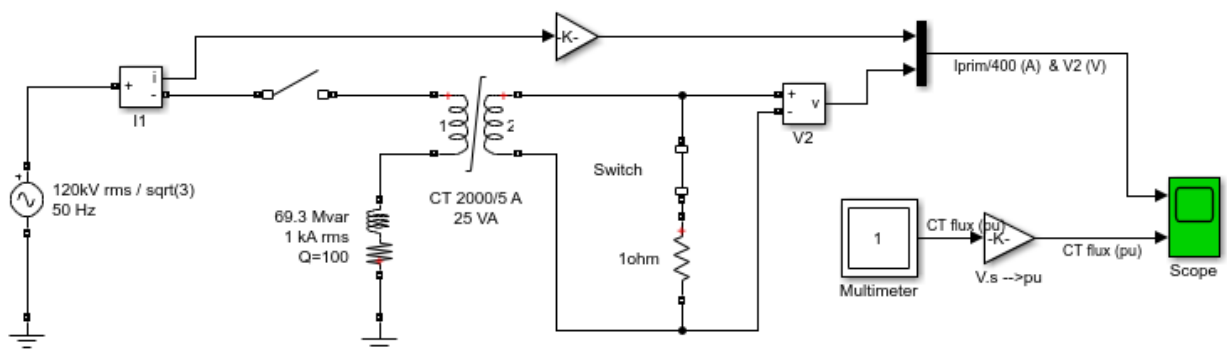 -K-
Iprim/400 (A)  & V2 (V)
+
i
-
I1
1
2
+
-
v
V2
Switch
+
120kV rms / sqrt(3)
50 Hz
CT 2000/5 A
25 VA
69.3 Mvar
1 kA rms
Q=100
1ohm
1
CT flux (pu)
-K-
CT flux (pu)
Scope
Multimeter
V.s -->pu